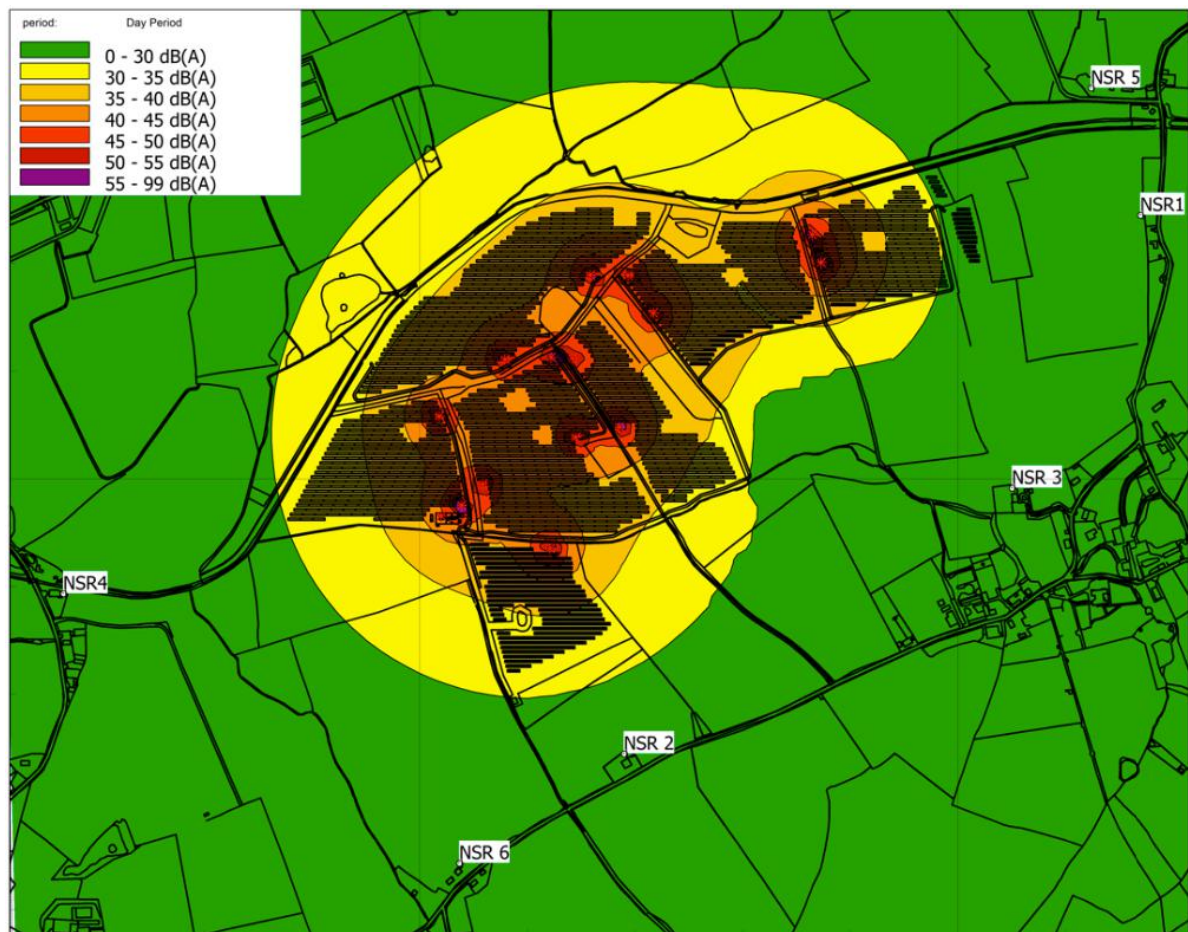 period: Day Period
0 - 30 dB(A)
30 - 35 dB(A)
35 - 40 dB(A)
40 - 45 dB(A)
45 - 50 dB(A)
50 - 55 dB(A)
55 - 99 dB(A)
NSR 5
NSR1
NSR 3
NSR4
NSR 2
NSR 6